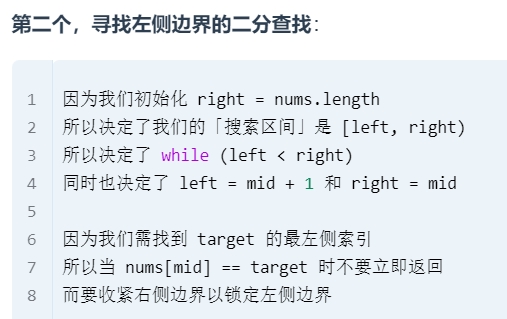 第二个，寻找左侧边界的二分查找：
1 因为我们初始化 right = nums.length
2 所以决定了我们的「搜索区间」是 [left, right)
3 所以决定了 while (left < right)
4 同时也决定了 left = mid + 1 和 right = mid
5
6 因为我们需找到 target 的最左侧索引
7 所以当 nums[mid] == target 时不要立即返回
8 而要收紧右侧边界以锁定左侧边界